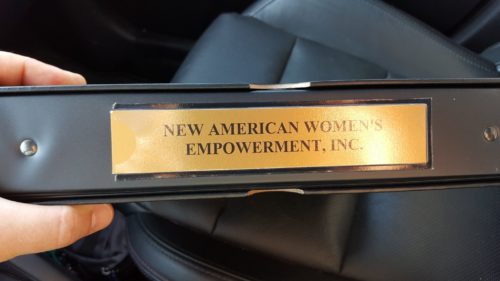 NEW AMERICAN WOMEN'S
EMPOWERMENT, INC.